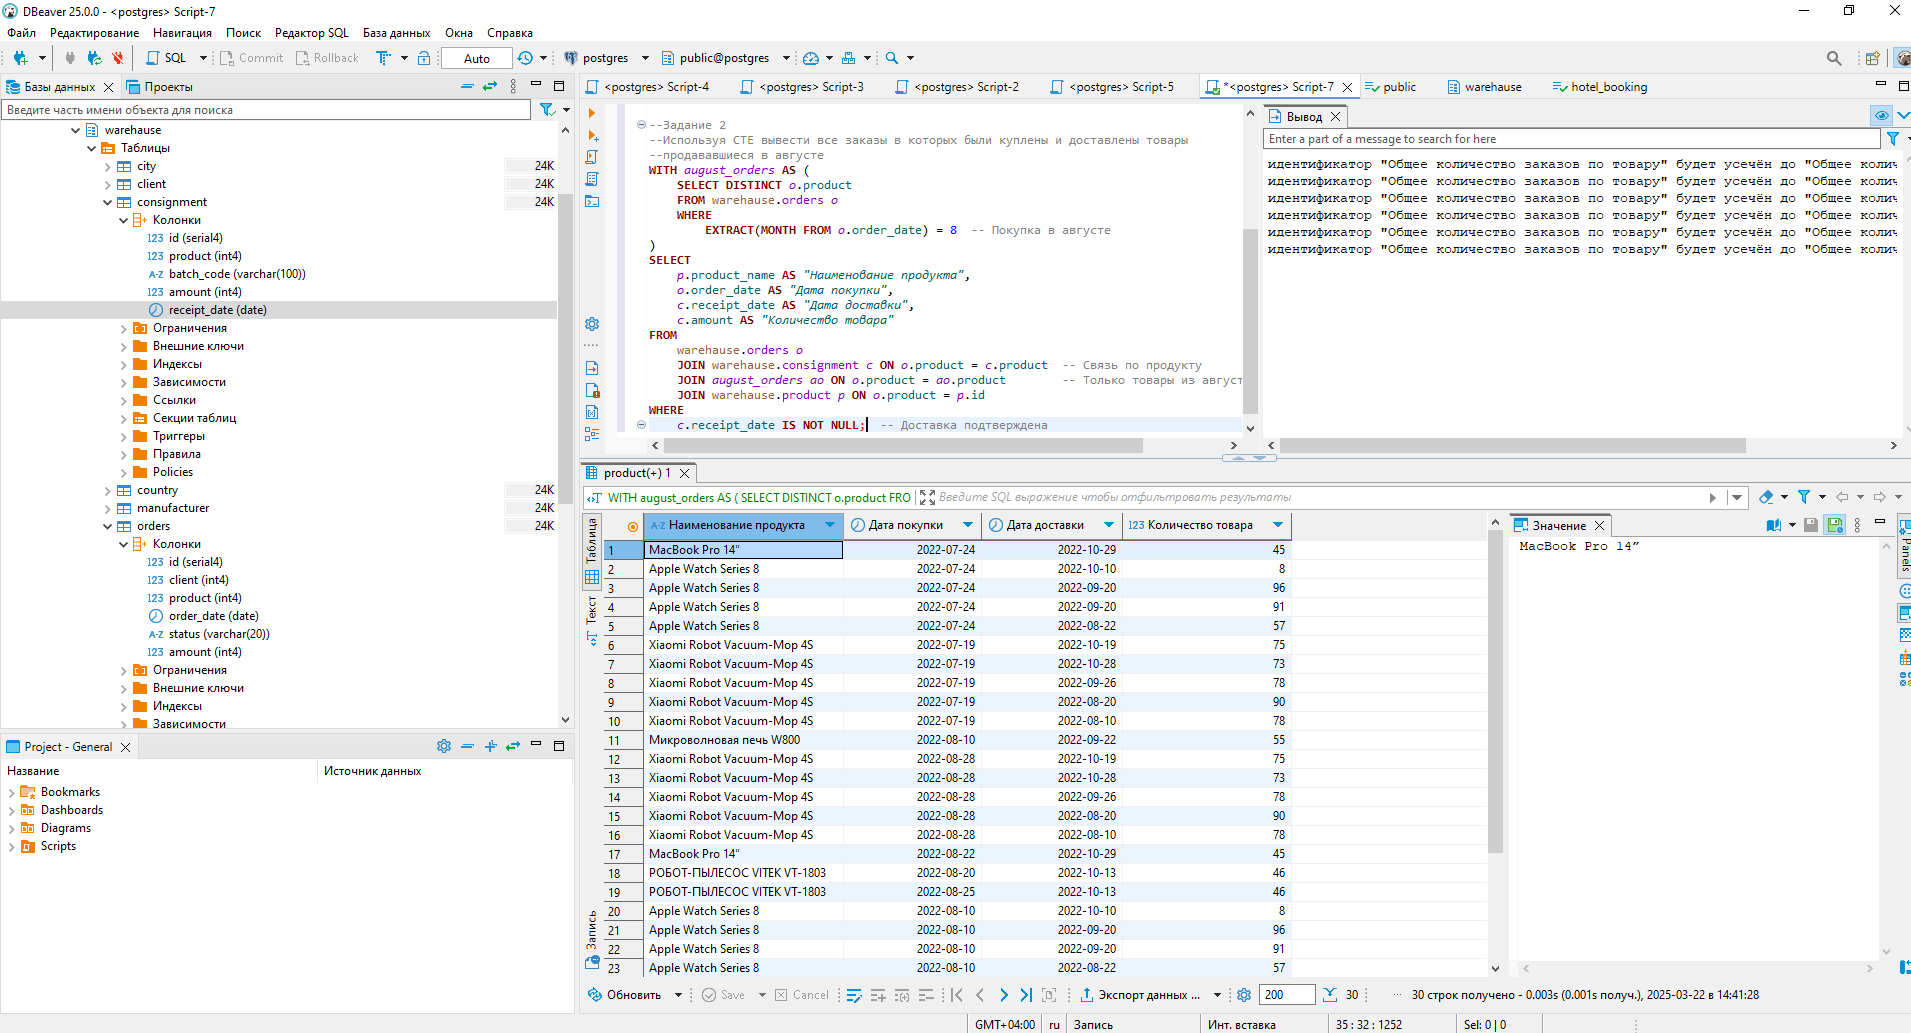 DBeaver 25.0.0 - <postgres> Script-7
Файл Редактирование Навигация Поиск Редактор SQL База данных Окна Справка
SQL Commit Rollback Auto postgres public@postgres
Базы данных Проекты
Введите часть имени объекта для поиска
warehause
Таблицы
city 24K
client 24K
consignment 24K
Колонки
123 id (serial4)
123 product (int4)
A-Z batch_code (varchar(100))
123 amount (int4)
receipt_date (date)
Ограничения
Внешние ключи
Индексы
Зависимости
Ссылки
Секции таблиц
Триггеры
Правила
Policies
country 24K
manufacturer 24K
orders 24K
Колонки
123 id (serial4)
123 client (int4)
123 product (int4)
order_date (date)
A-Z status (varchar(20))
123 amount (int4)
Ограничения
Внешние ключи
Индексы
Зависимости
Project - General
Название Источник данных
Bookmarks
Dashboards
Diagrams
Scripts
<postgres> Script-4 <postgres> Script-3 <postgres> Script-2 <postgres> Script-5 *<postgres> Script-7 public warehause hotel_booking
--Задание 2
--Используя СТЕ вывести все заказы в которых были куплены и доставлены товары
--продававшиеся в августе
WITH august_orders AS (
SELECT DISTINCT o.product
FROM warehause.orders o
WHERE
EXTRACT(MONTH FROM o.order_date) = 8 -- Покупка в августе
)
SELECT
p.product_name AS "Наименование продукта",
o.order_date AS "Дата покупки",
c.receipt_date AS "Дата доставки",
c.amount AS "Количество товара"
FROM
warehause.orders o
JOIN warehause.consignment c ON o.product = c.product -- Связь по продукту
JOIN august_orders ao ON o.product = ao.product -- Только товары из август
JOIN warehause.product p ON o.product = p.id
WHERE
c.receipt_date IS NOT NULL; -- Доставка подтверждена
Вывод
Enter a part of a message to search for here
идентификатор "Общее количество заказов по товару" будет усечён до "Общее колич
идентификатор "Общее количество заказов по товару" будет усечён до "Общее колич
идентификатор "Общее количество заказов по товару" будет усечён до "Общее колич
идентификатор "Общее количество заказов по товару" будет усечён до "Общее колич
идентификатор "Общее количество заказов по товару" будет усечён до "Общее колич
идентификатор "Общее количество заказов по товару" будет усечён до "Общее колич
product(+) 1
WITH august_orders AS ( SELECT DISTINCT o.product FRO Введите SQL выражение чтобы отфильтровать результаты
Таблица
Текст
Запись
A-Z Наименование продукта Дата покупки Дата доставки 123 Количество товара
1 MacBook Pro 14" 2022-07-24 2022-10-29 45
2 Apple Watch Series 8 2022-07-24 2022-10-10 8
3 Apple Watch Series 8 2022-07-24 2022-09-20 96
4 Apple Watch Series 8 2022-07-24 2022-09-20 91
5 Apple Watch Series 8 2022-07-24 2022-08-22 57
6 Xiaomi Robot Vacuum-Mop 4S 2022-07-19 2022-10-19 75
7 Xiaomi Robot Vacuum-Mop 4S 2022-07-19 2022-10-28 73
8 Xiaomi Robot Vacuum-Mop 4S 2022-07-19 2022-09-26 78
9 Xiaomi Robot Vacuum-Mop 4S 2022-07-19 2022-08-20 90
10 Xiaomi Robot Vacuum-Mop 4S 2022-07-19 2022-08-10 78
11 Микроволновая печь W800 2022-08-10 2022-09-22 55
12 Xiaomi Robot Vacuum-Mop 4S 2022-08-28 2022-10-19 75
13 Xiaomi Robot Vacuum-Mop 4S 2022-08-28 2022-10-28 73
14 Xiaomi Robot Vacuum-Mop 4S 2022-08-28 2022-09-26 78
15 Xiaomi Robot Vacuum-Mop 4S 2022-08-28 2022-08-20 90
16 Xiaomi Robot Vacuum-Mop 4S 2022-08-28 2022-08-10 78
17 MacBook Pro 14" 2022-08-22 2022-10-29 45
18 РОБОТ-ПЫЛЕСОС VITEK VT-1803 2022-08-20 2022-10-13 46
19 РОБОТ-ПЫЛЕСОС VITEK VT-1803 2022-08-25 2022-10-13 46
20 Apple Watch Series 8 2022-08-10 2022-10-10 8
21 Apple Watch Series 8 2022-08-10 2022-09-20 96
22 Apple Watch Series 8 2022-08-10 2022-09-20 91
23 Apple Watch Series 8 2022-08-10 2022-08-22 57
Значение
MacBook Pro 14"
Panels
Обновить Save Cancel Экспорт данных ... 200 30 30 строк получено - 0.003s (0.001s получ.), 2025-03-22 в 14:41:28
GMT+04:00 ru Запись Инт. вставка 35 : 32 : 1252 Sel: 0 | 0